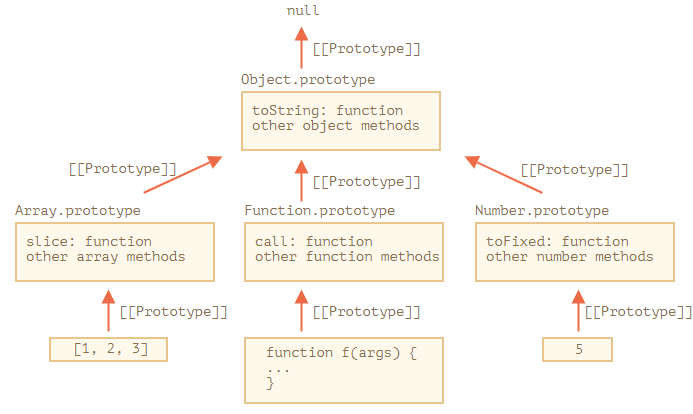 null
[[Prototype]]
Object.prototype
toString: function
other object methods
[[Prototype]]
[[Prototype]]
[[Prototype]]
Array.prototype
Function.prototype
Number.prototype
slice: function
other array methods
call: function
other function methods
toFixed: function
other number methods
[[Prototype]]
[[Prototype]]
[[Prototype]]
[1, 2, 3]
function f(args) {
...
}
5